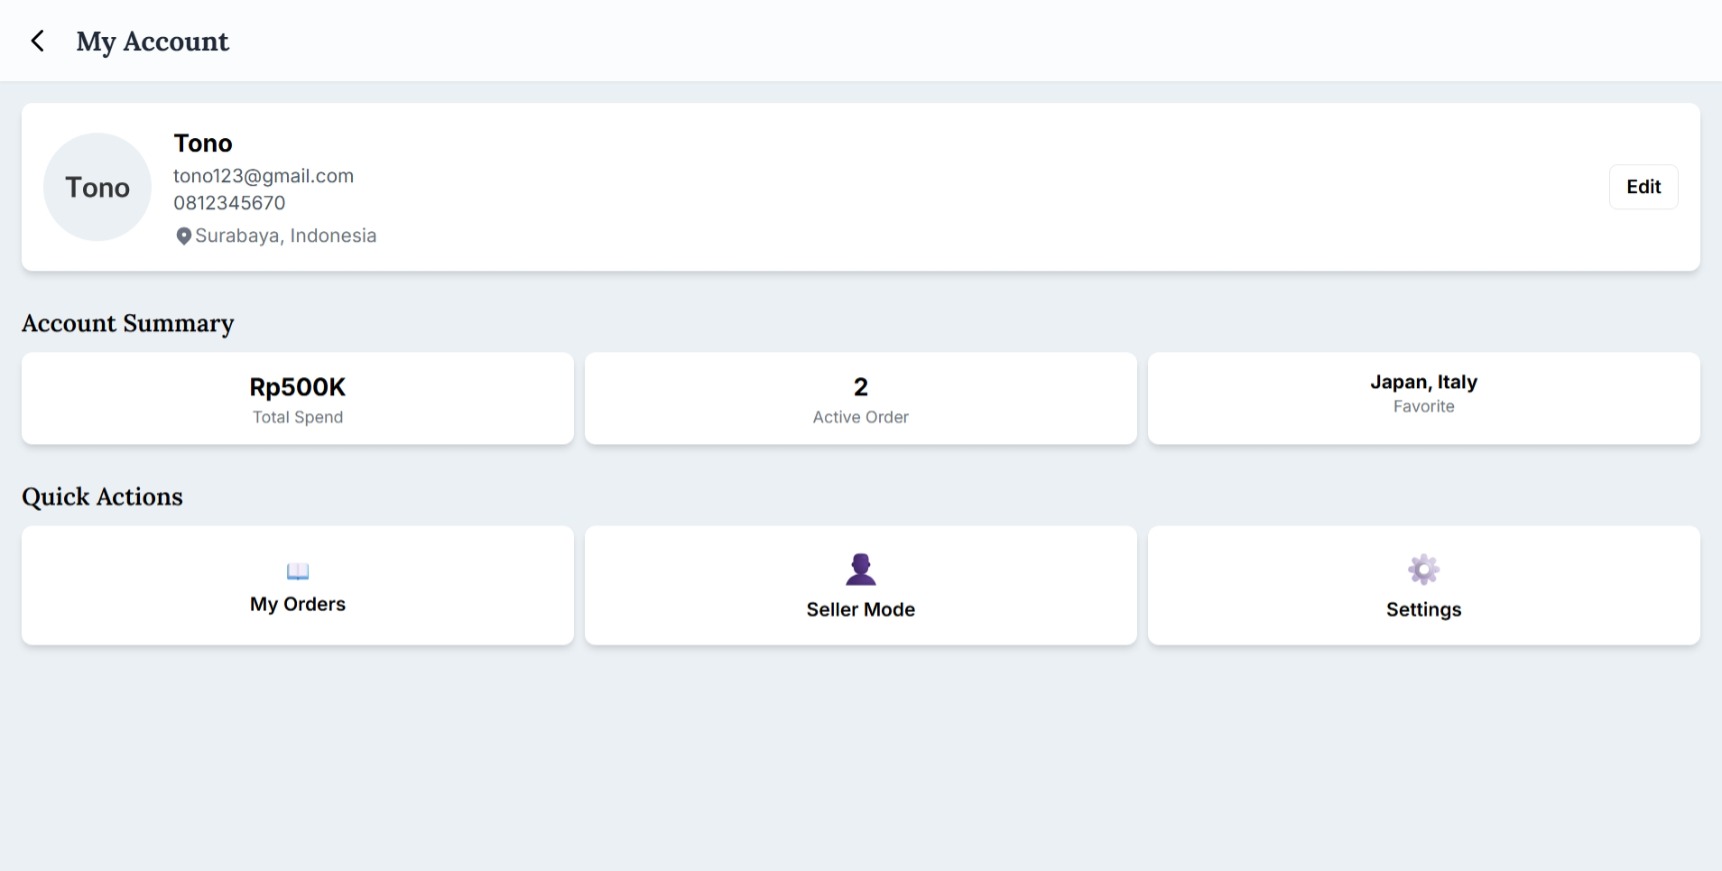 My Account
Tono
Tono
tono123@gmail.com
0812345670
Surabaya, Indonesia
Edit
Account Summary
Rp500K
Total Spend
2
Active Order
Japan, Italy
Favorite
Quick Actions
My Orders
Seller Mode
Settings